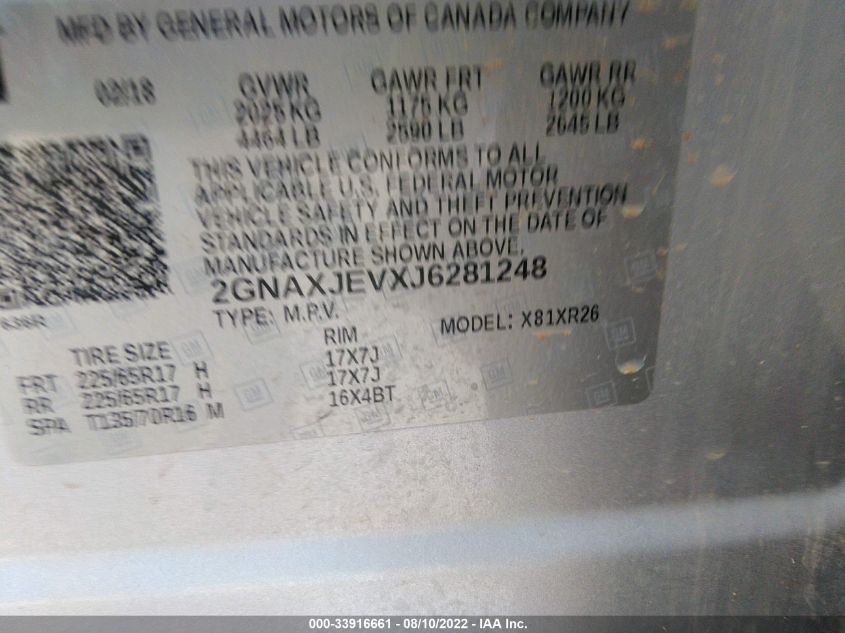 MFD BY GENERAL MOTORS OF CANADA COMPANY
02/18 GVWR GAWR FRT GAWR RR
2025 KG 1175 KG 1200 KG
4464 LB 2590 LB 2645 LB
THIS VEHICLE CONFORMS TO ALL
APPLICABLE U.S. FEDERAL MOTOR
VEHICLE SAFETY AND THEFT PREVENTION
STANDARDS IN EFFECT ON THE DATE OF
MANUFACTURE SHOWN ABOVE.
2GNAXJEVXJ6281248
TYPE: M.P.V. MODEL: X81XR26
TIRE SIZE RIM
FRT 225/65R17 H 17X7J
RR 225/65R17 H 17X7J
SPA T135/70R16 M 16X4BT
000-33916661 - 08/10/2022 - © IAA Inc.